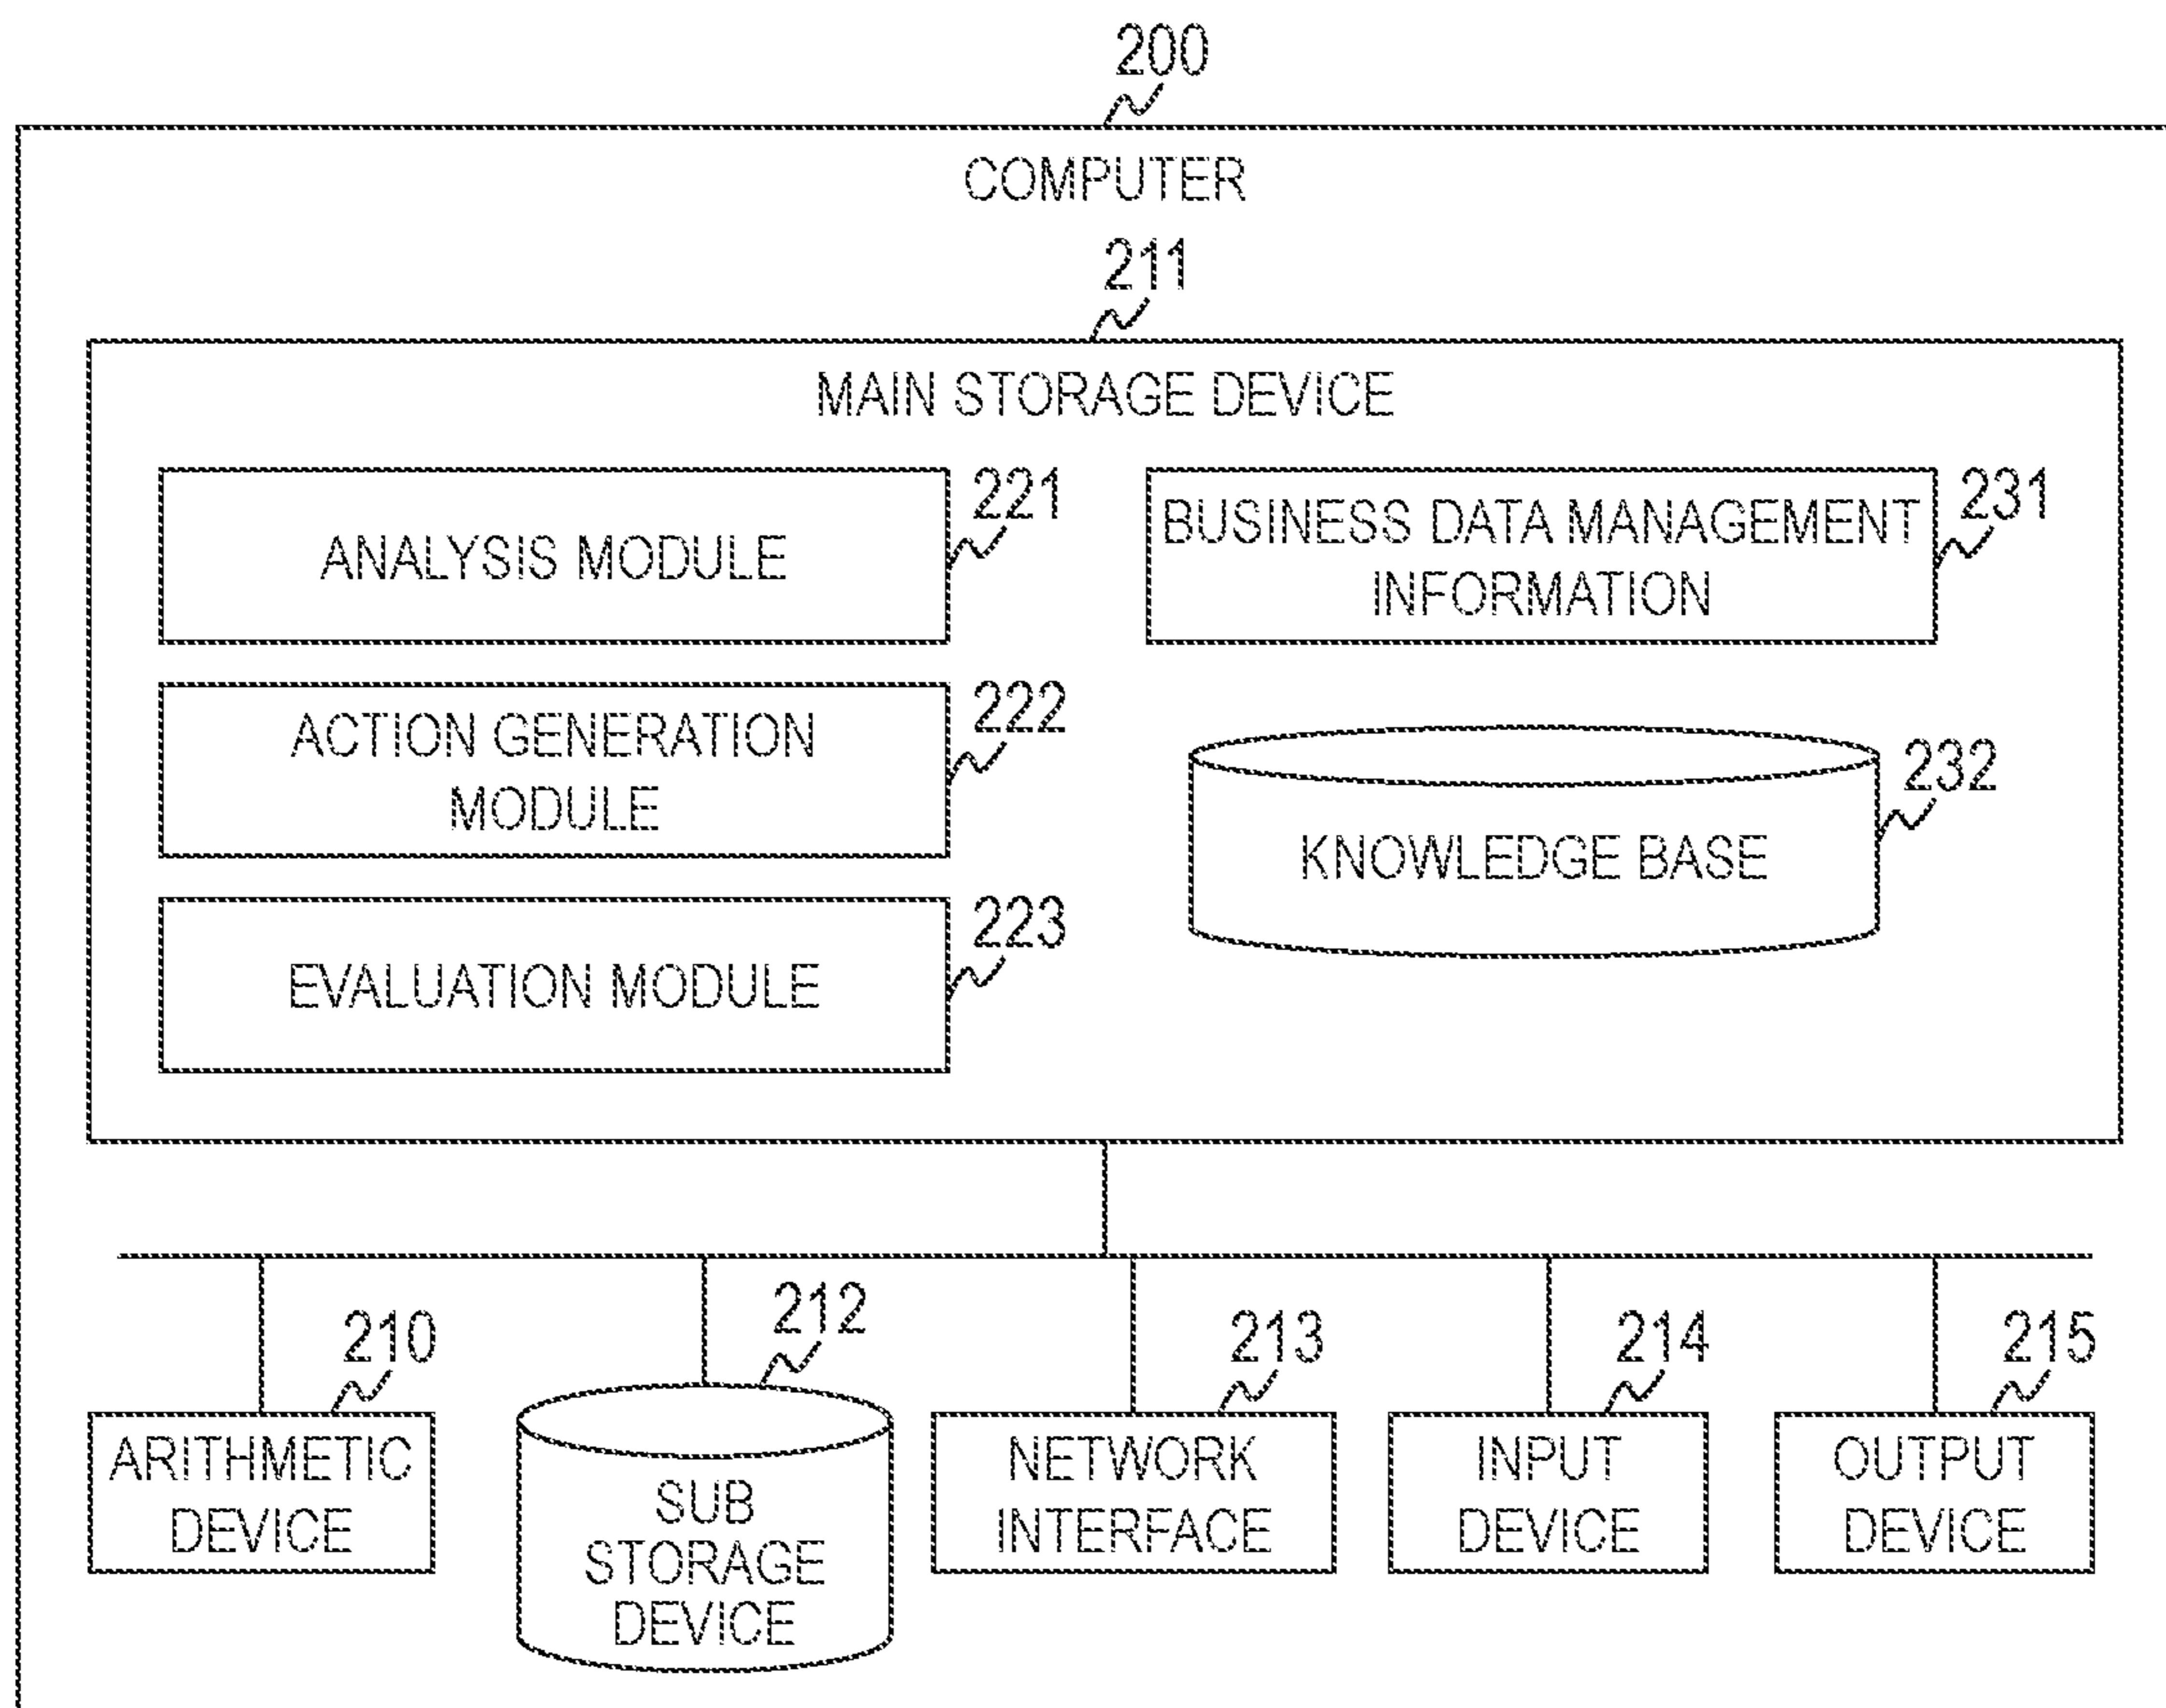 200
COMPUTER
211
MAIN STORAGE DEVICE
221
ANALYSIS MODULE
231
BUSINESS DATA MANAGEMENT
INFORMATION
222
ACTION GENERATION
MODULE
232
KNOWLEDGE BASE
223
EVALUATION MODULE
210
ARITHMETIC
DEVICE
212
SUB
STORAGE
DEVICE
213
NETWORK
INTERFACE
214
INPUT
DEVICE
215
OUTPUT
DEVICE